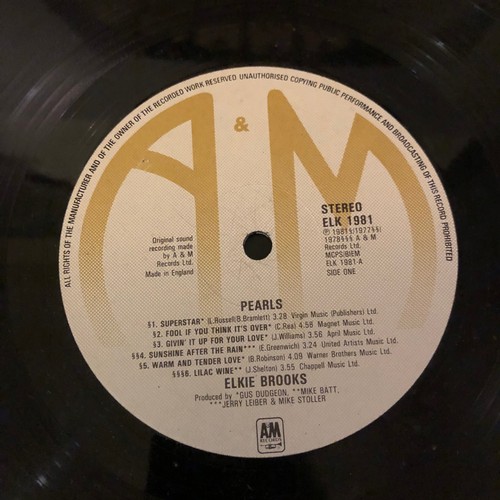 ALL RIGHTS OF THE MANUFACTURER AND OF THE OWNER OF THE RECORDED WORK RESERVED UNAUTHORISED COPYING PUBLIC PERFORMANCE AND BROADCASTING OF THIS RECORD PROHIBITED
A & M
STEREO
ELK 1981
Original sound
recording made
by A & M
Records Ltd.
Made in England
℗ 1981§/1977§§/
1978§§§ A & M
Records Ltd.
MCPS/BIEM
ELK 1981-A
SIDE ONE
PEARLS
§1. SUPERSTAR* (L.Russell/B.Bramlett) 3.28 Virgin Music (Publishers) Ltd.
§2. FOOL IF YOU THINK IT'S OVER* (C.Rea) 4.58 Magnet Music Ltd.
§3. GIVIN' IT UP FOR YOUR LOVE* (J.Williams) 3.56 April Music Ltd.
§§4. SUNSHINE AFTER THE RAIN*** (E.Greenwich) 3.24 United Artists Music Ltd.
§5. WARM AND TENDER LOVE* (B.Robinson) 4.09 Warner Brothers Music Ltd.
§§§6. LILAC WINE** (J.Shelton) 3.55 Chappell Music Ltd.
ELKIE BROOKS
Produced by *GUS DUDGEON, **MIKE BATT,
***JERRY LEIBER & MIKE STOLLER
AM
RECORDS